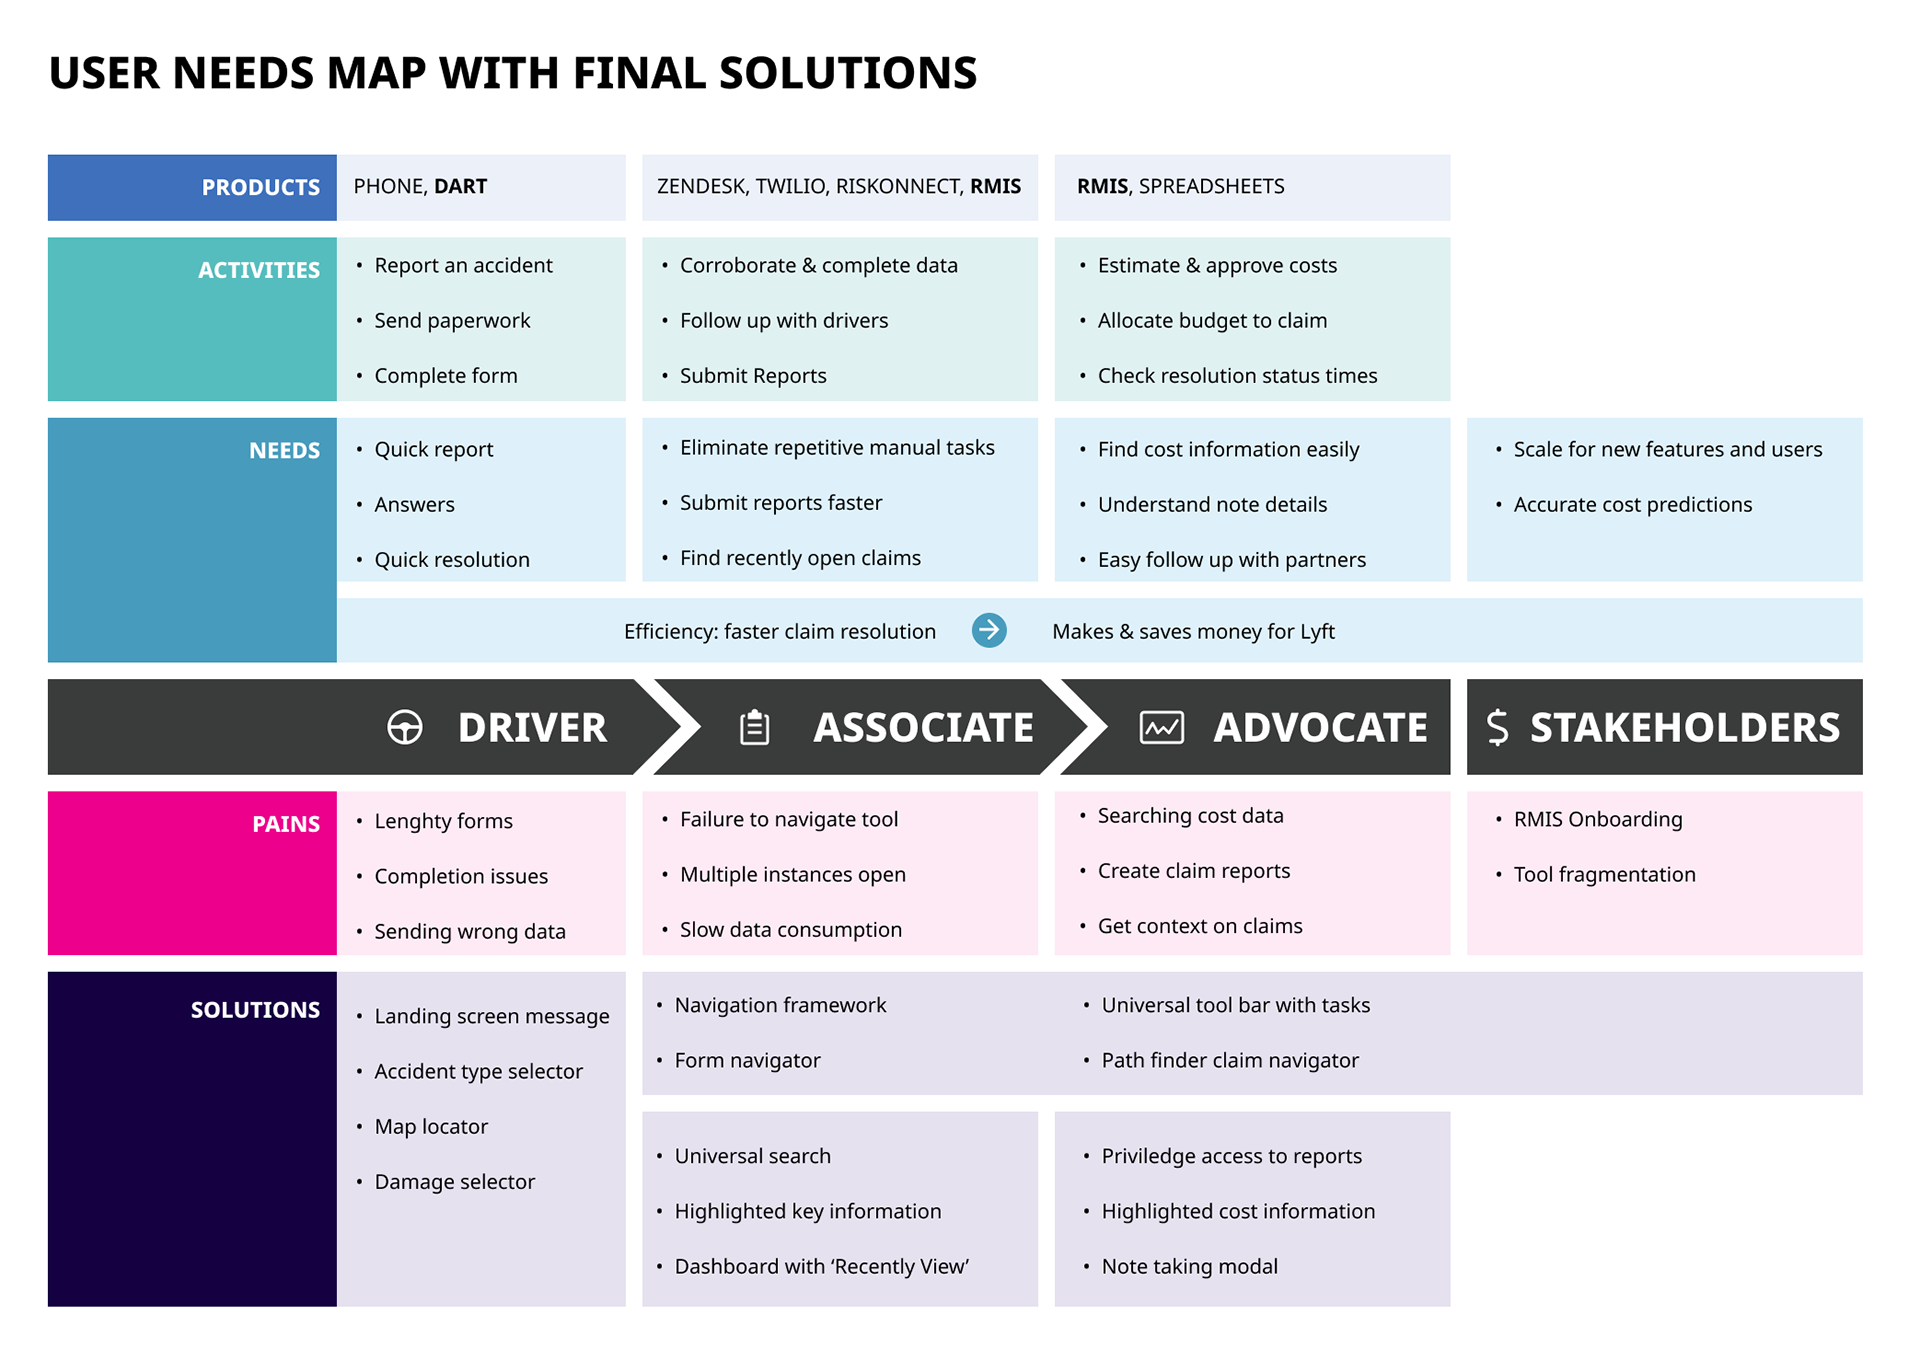 USER NEEDS MAP WITH FINAL SOLUTIONS
PRODUCTS
PHONE, DART
ZENDESK, TWILIO, RISKONNECT, RMIS
RMIS, SPREADSHEETS
ACTIVITIES
• Report an accident
• Send paperwork
• Complete form
• Corroborate & complete data
• Follow up with drivers
• Submit Reports
• Estimate & approve costs
• Allocate budget to claim
• Check resolution status times
NEEDS
• Quick report
• Answers
• Quick resolution
• Eliminate repetitive manual tasks
• Submit reports faster
• Find recently open claims
• Find cost information easily
• Understand note details
• Easy follow up with partners
• Scale for new features and users
• Accurate cost predictions
Efficiency: faster claim resolution
Makes & saves money for Lyft
DRIVER
ASSOCIATE
ADVOCATE
$ STAKEHOLDERS
PAINS
• Lenghty forms
• Completion issues
• Sending wrong data
• Failure to navigate tool
• Multiple instances open
• Slow data consumption
• Searching cost data
• Create claim reports
• Get context on claims
• RMIS Onboarding
• Tool fragmentation
SOLUTIONS
• Landing screen message
• Accident type selector
• Map locator
• Damage selector
• Navigation framework
• Form navigator
• Universal tool bar with tasks
• Path finder claim navigator
• Universal search
• Highlighted key information
• Dashboard with ‘Recently View’
• Priviledge access to reports
• Highlighted cost information
• Note taking modal